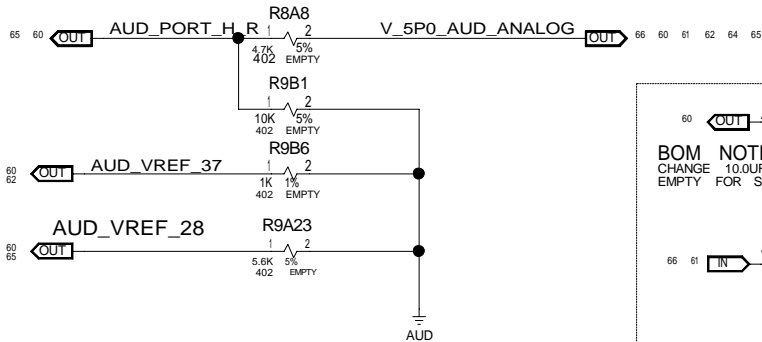 R8A8
65 60 OUT AUD_PORT_H_R 1 2 V_5P0_AUD_ANALOG OUT 66 60 61 62 64 65
4.7K 5%
402 EMPTY
R9B1
1 2
10K 5%
402 EMPTY
R9B6
60 62 OUT AUD_VREF_37 1 2
1K 1%
402 EMPTY
R9A23
60 65 OUT AUD_VREF_28 1 2
5.6K 5%
402 EMPTY
AUD
60 OUT
BOM
CHANGE
EMPTY FOR
66 61 IN